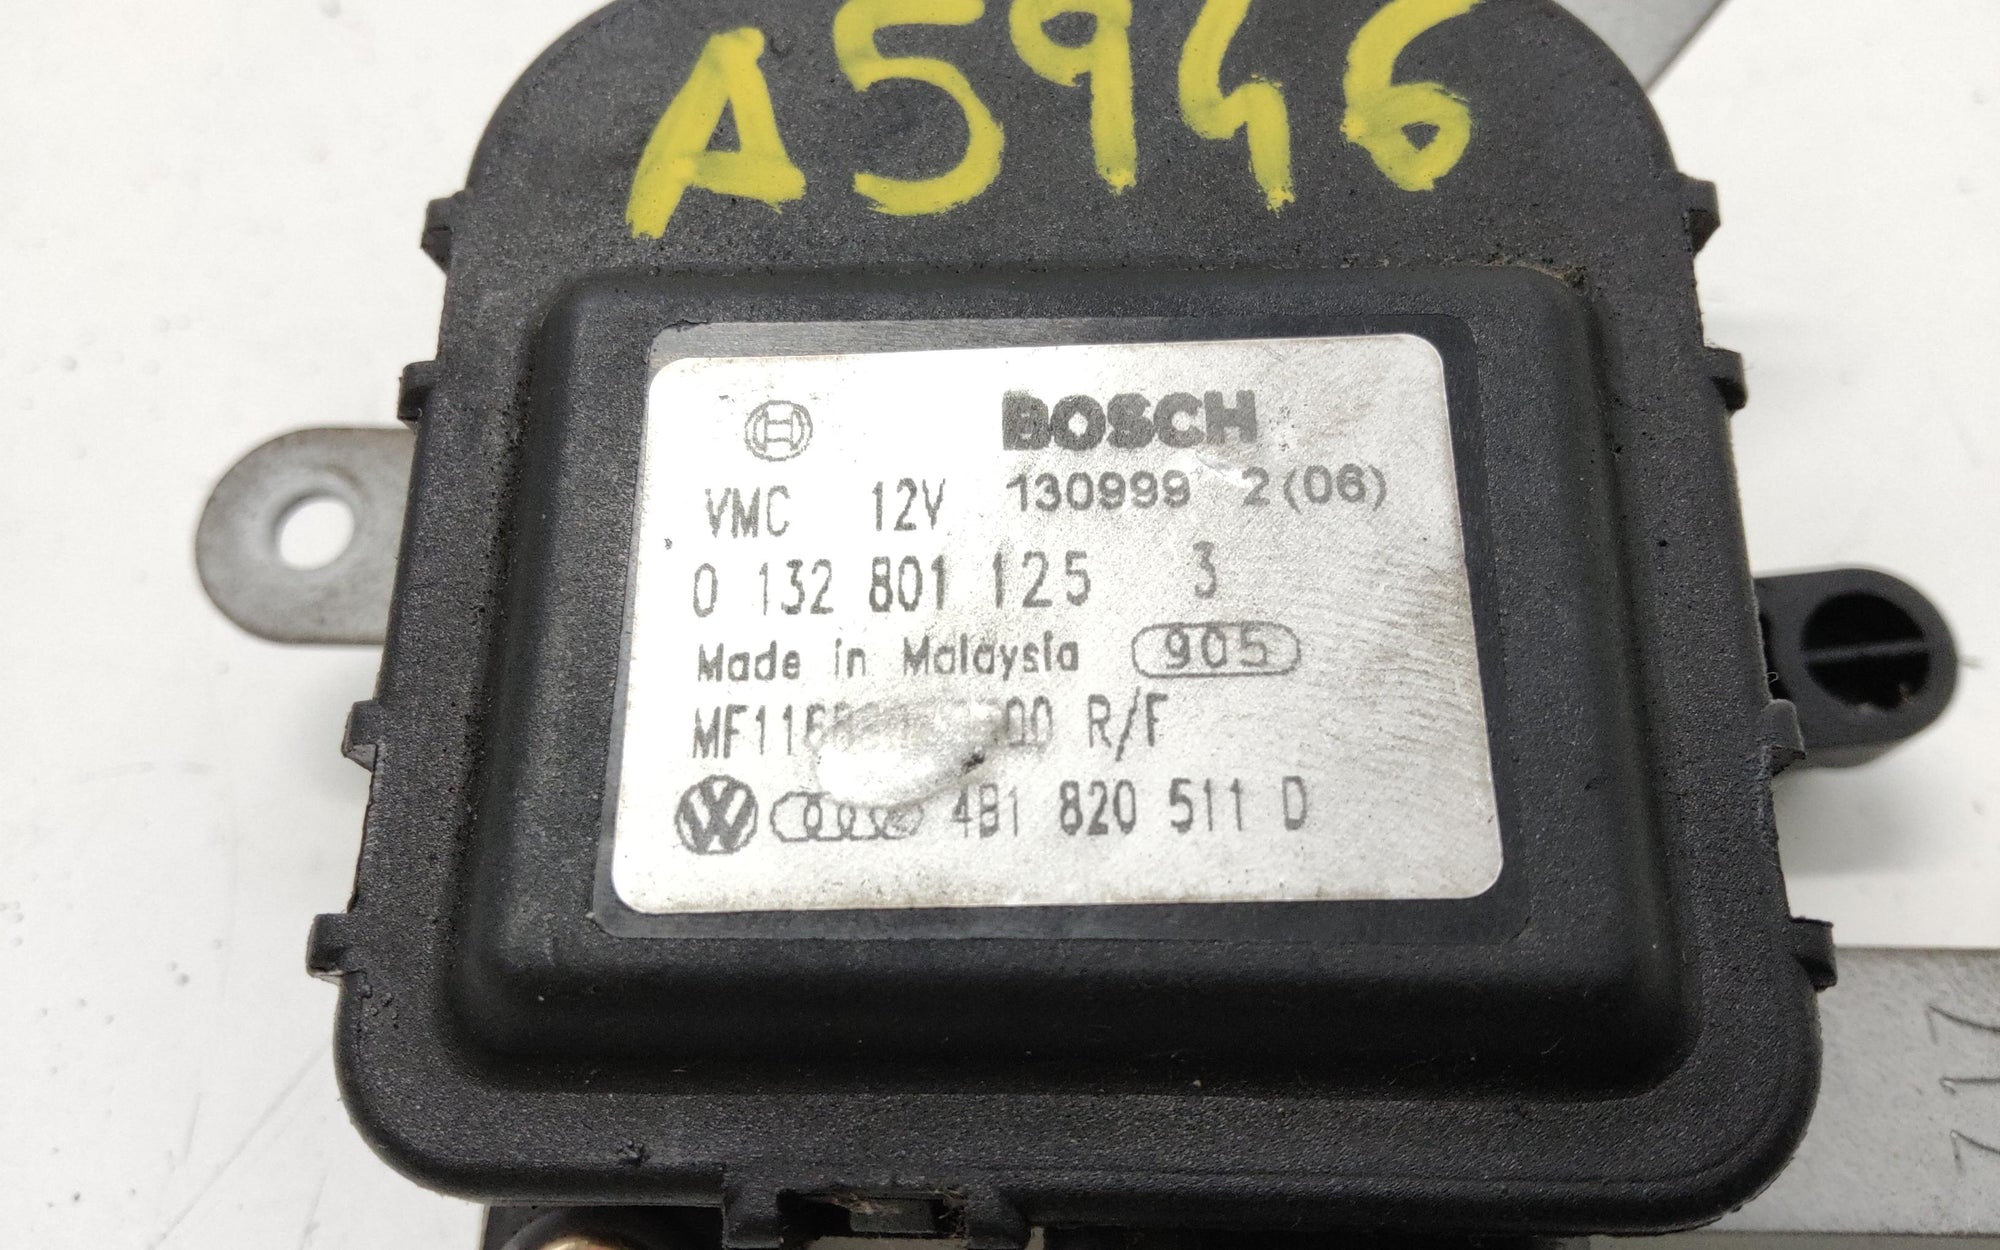 A5946
BOSCH
VMC 12V 130999 2(06)
0 132 801 125 3
Made in Malaysia 905
R/F
4B1 820 511 D